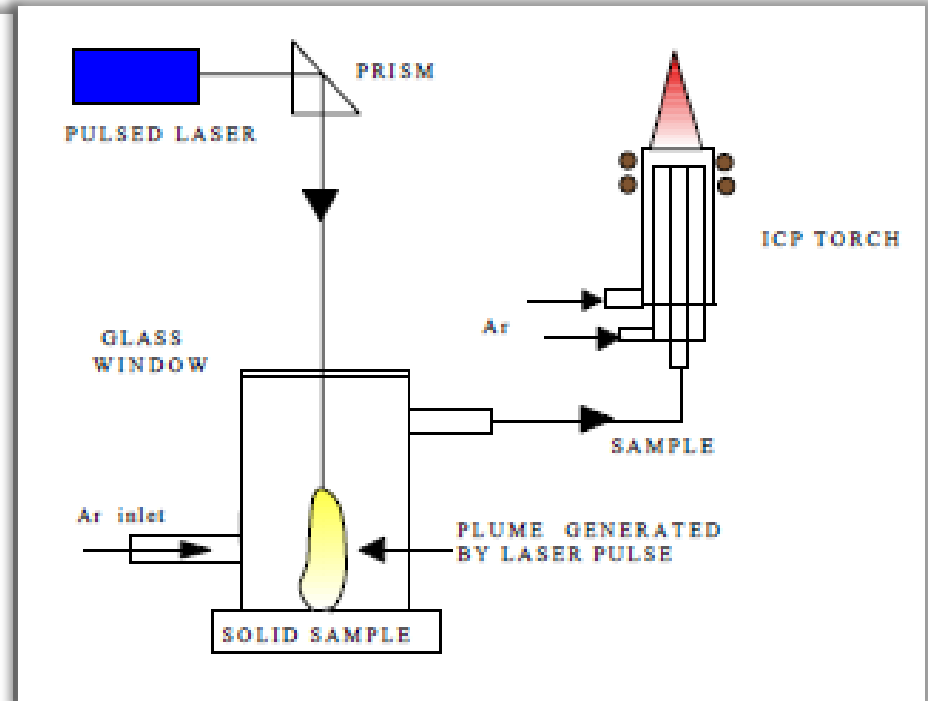 PRISM
PULSED LASER
ICP TORCH
Ar
GLASS
WINDOW
SAMPLE
Ar inlet
PLUME GENERATED
BY LASER PULSE
SOLID SAMPLE